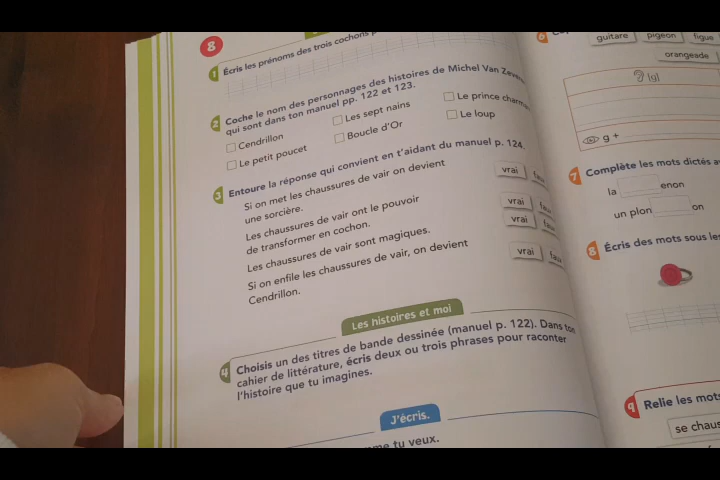 8
1 Écris les prénoms des trois cochons
2 Coche le nom des personnages des histoires de Michel Van
qui sont dans ton manuel pp. 122 et 123.
Cendrillon
Les sept nains
Le prince
Le petit poucet
Boucle d'Or
Le loup
3 Entoure la réponse qui convient en t'aidant du manuel p. 124.
Si on met les chaussures de vair on devient
une sorcière.
vrai
Les chaussures de vair ont le pouvoir
de transformer en cochon.
vrai
Les chaussures de vair sont magiques.
vrai
Si on enfile les chaussures de vair, on devient
Cendrillon.
vrai
Les histoires et moi
4 Choisis un des titres de bande dessinée (manuel p. 122). Dans ton
cahier de littérature, écris deux ou trois phrases pour raconter
l'histoire que tu imagines.
J'écris.
tu veux.
6
guitare pigeon figue
orangeade
g +
7 Complète les mots dictés
la enon
un plon on
8 Écris des mots sous les
9 Relie les mots
se chaus